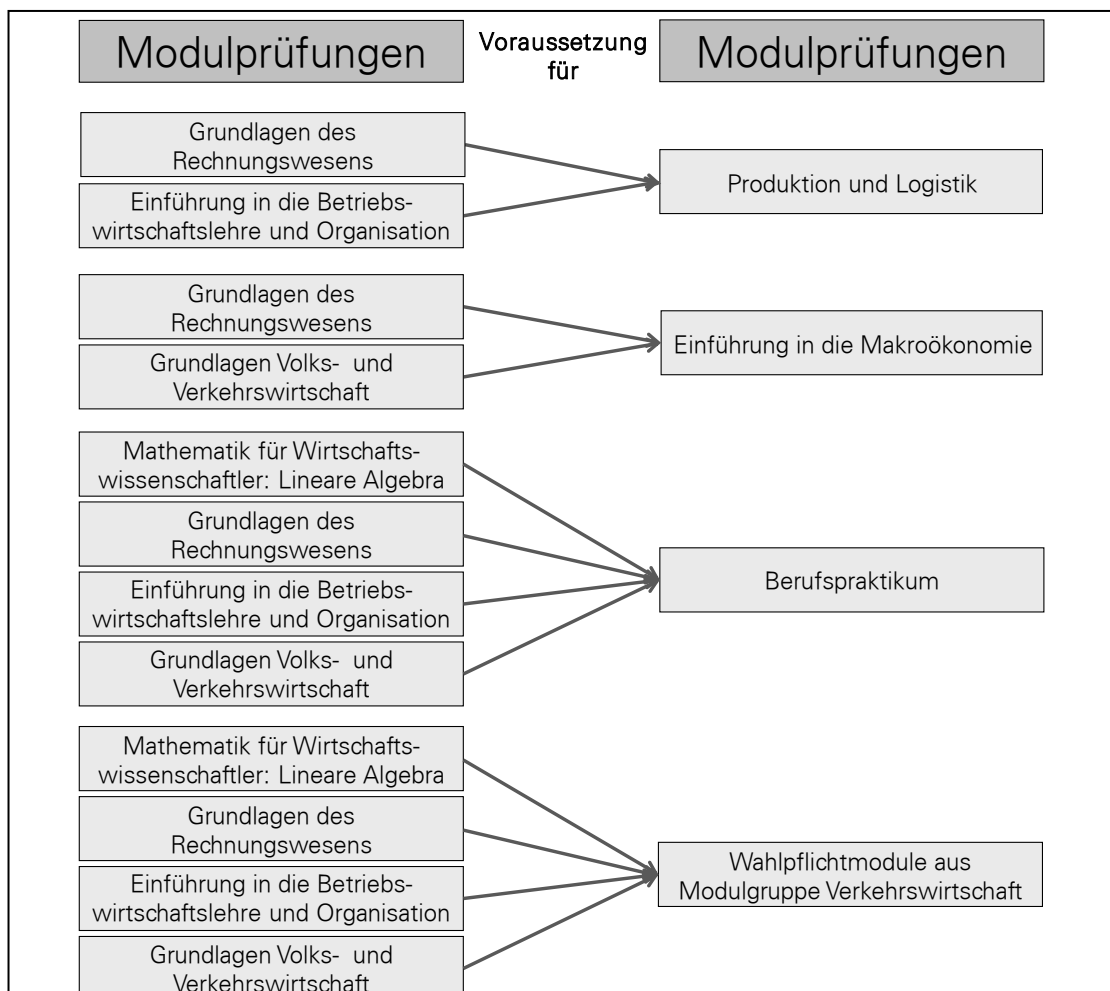 Modulprüfungen
Voraussetzung
für
Modulprüfungen
Grundlagen des
Rechnungswesens
Einführung in die Betriebs-
wirtschaftslehre und Organisation
Produktion und Logistik
Grundlagen des
Rechnungswesens
Grundlagen Volks- und
Verkehrswirtschaft
Einführung in die Makroökonomie
Mathematik für Wirtschafts-
wissenschaftler: Lineare Algebra
Grundlagen des
Rechnungswesens
Einführung in die Betriebs-
wirtschaftslehre und Organisation
Grundlagen Volks- und
Verkehrswirtschaft
Berufspraktikum
Mathematik für Wirtschafts-
wissenschaftler: Lineare Algebra
Grundlagen des
Rechnungswesens
Einführung in die Betriebs-
wirtschaftslehre und Organisation
Grundlagen Volks- und
Verkehrswirtschaft
Wahlpflichtmodule aus
Modulgruppe Verkehrswirtschaft